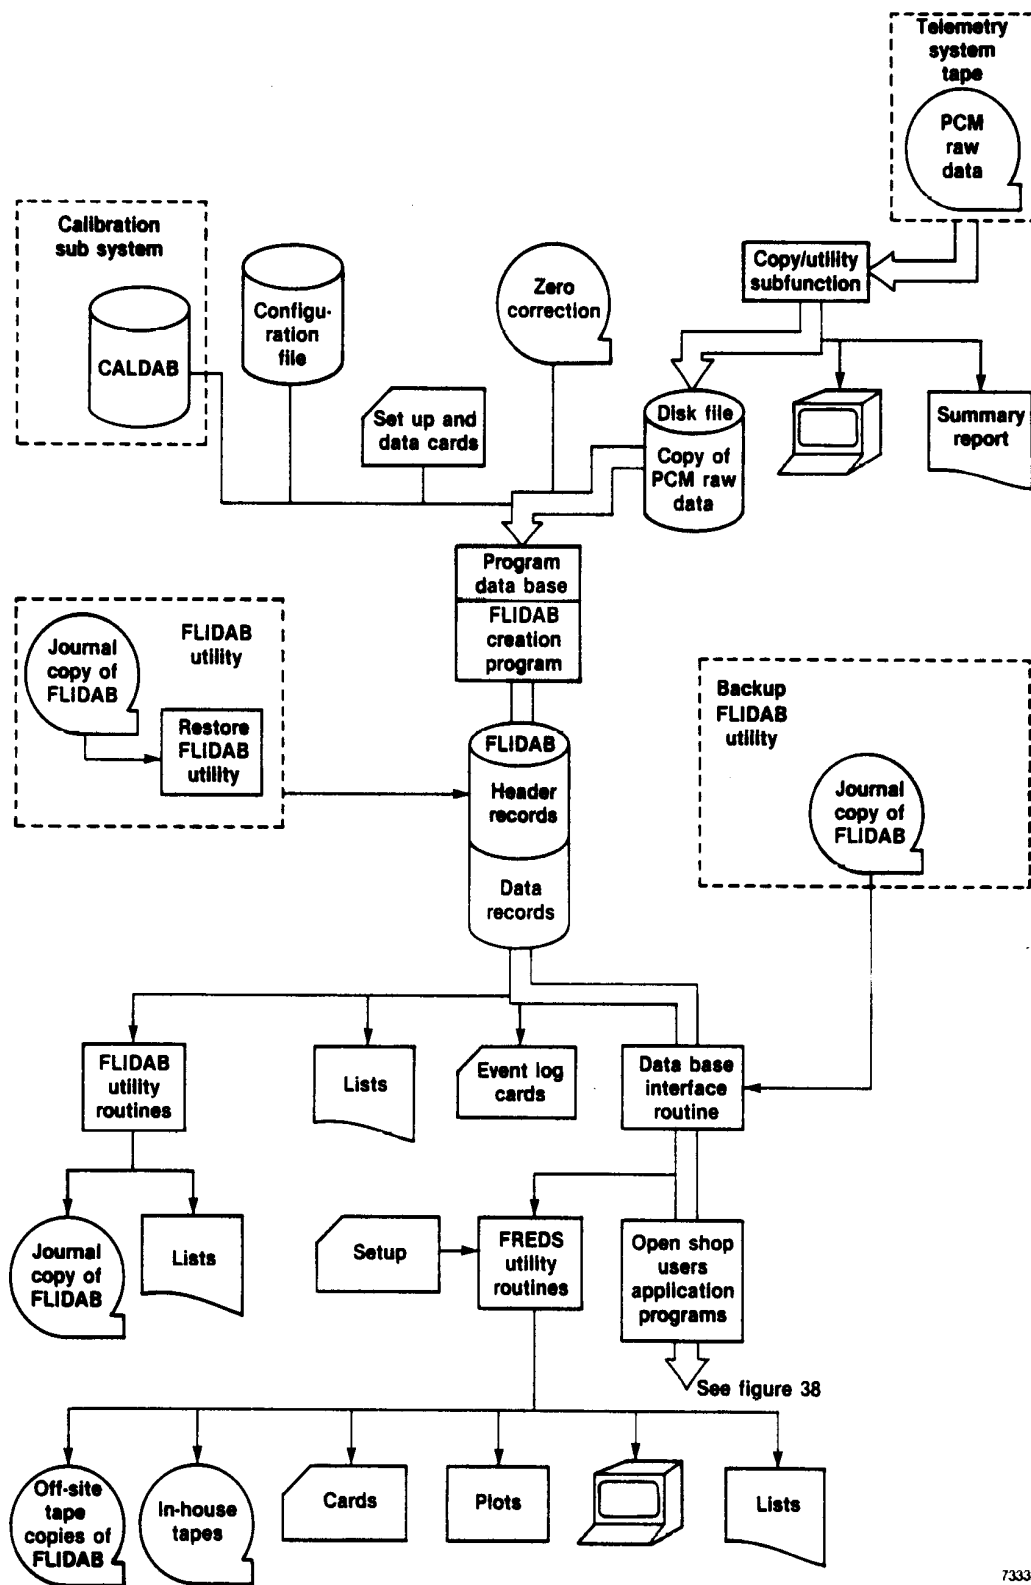 Telemetry
system
tape
PCM
raw
data
Calibration
sub system
CALDAB
Configu-
ration
file
Set up and
data cards
Zero
correction
Copy/utility
subfunction
Disk file
Copy of
PCM raw
data
Summary
report
Program
data base
FLIDAB
creation
program
Journal
copy of
FLIDAB
FLIDAB
utility
Restore
FLIDAB
utility
FLIDAB
Header
records
Data
records
Backup
FLIDAB
utility
Journal
copy of
FLIDAB
FLIDAB
utility
routines
Lists
Event log
cards
Data base
interface
routine
Journal
copy of
FLIDAB
Lists
Setup
FREDS
utility
routines
Open shop
users
application
programs
See figure 38
Off-site
tape
copies of
FLIDAB
In-house
tapes
Cards
Plots
Lists
7333